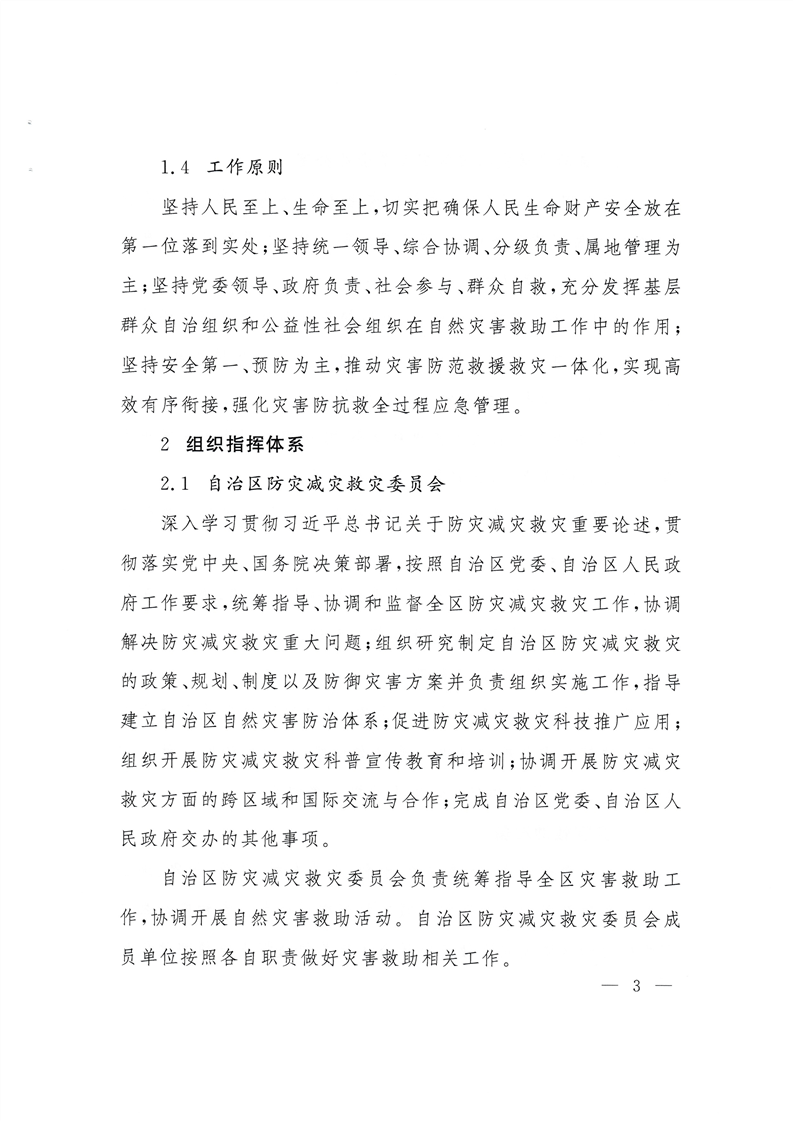 1.4 工作原则
坚持人民至上、生命至上,切实把确保人民生命财产安全放在
第一位落到实处;坚持统一领导、综合协调、分级负责、属地管理为
主;坚持党委领导、政府负责、社会参与、群众自救,充分发挥基层
群众自治组织和公益性社会组织在自然灾害救助工作中的作用;
坚持安全第一、预防为主,推动灾害防范救援救灾一体化,实现高
效有序衔接,强化灾害防抗救全过程应急管理。
2 组织指挥体系
2.1 自治区防灾减灾救灾委员会
深入学习贯彻习近平总书记关于防灾减灾救灾重要论述,贯
彻落实党中央、国务院决策部署,按照自治区党委、自治区人民政
府工作要求,统筹指导、协调和监督全区防灾减灾救灾工作,协调
解决防灾减灾救灾重大问题;组织研究制定自治区防灾减灾救灾
的政策、规划、制度以及防御灾害方案并负责组织实施工作,指导
建立自治区自然灾害防治体系;促进防灾减灾救灾科技推广应用;
组织开展防灾减灾救灾科普宣传教育和培训;协调开展防灾减灾
救灾方面的跨区域和国际交流与合作;完成自治区党委、自治区人
民政府交办的其他事项。
自治区防灾减灾救灾委员会负责统筹指导全区灾害救助工
作,协调开展自然灾害救助活动。自治区防灾减灾救灾委员会成
员单位按照各自职责做好灾害救助相关工作。
— 3 —